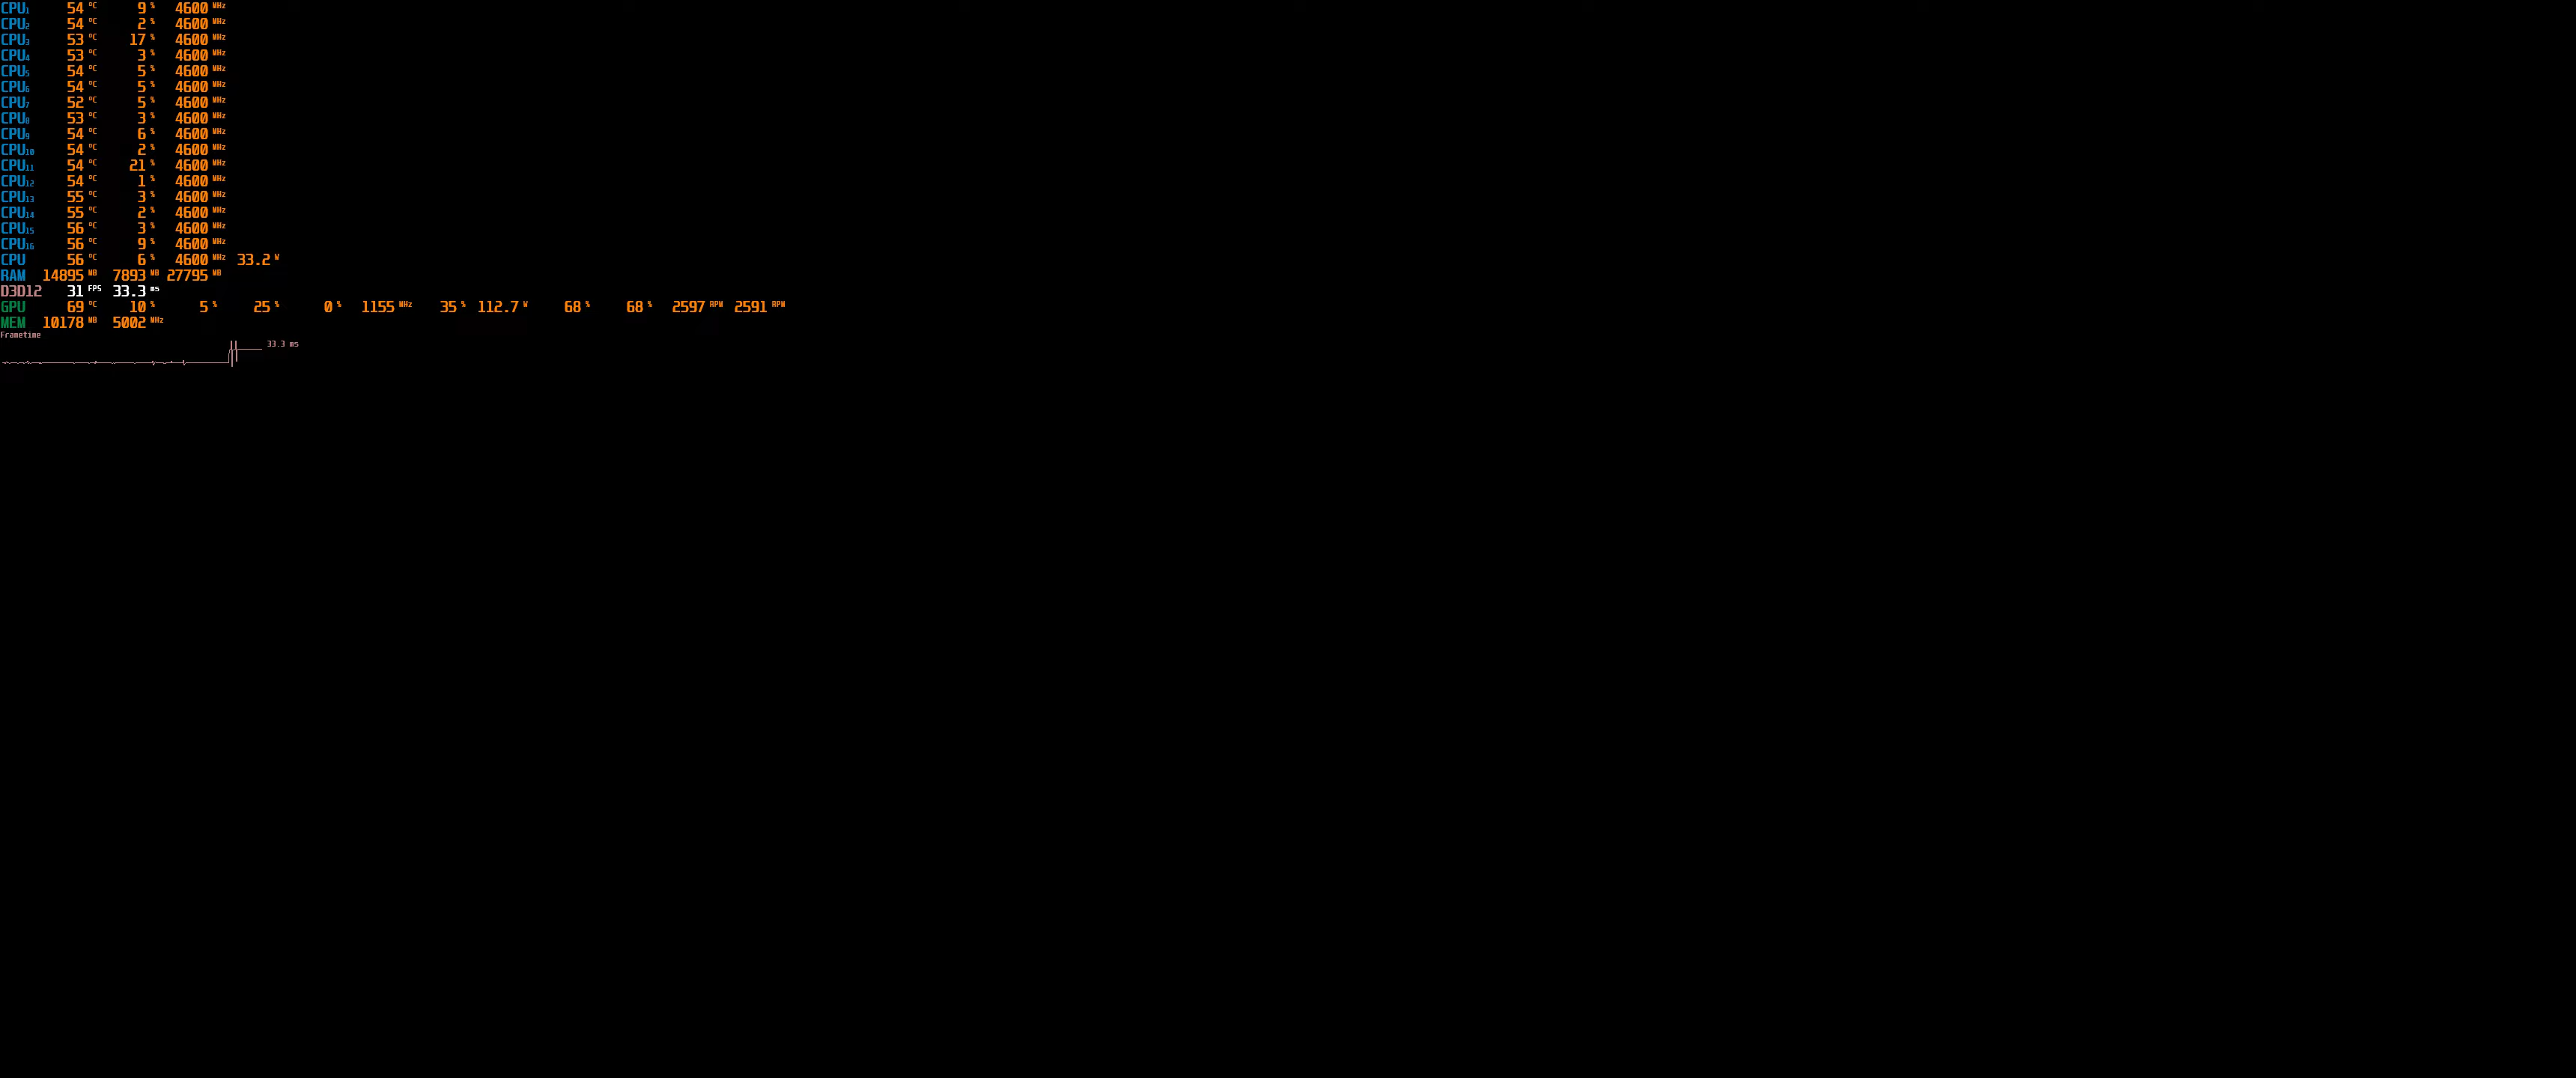 CPU1 54 °C 9 % 4600 MHz
CPU2 54 °C 2 % 4600 MHz
CPU3 53 °C 17 % 4600 MHz
CPU4 53 °C 3 % 4600 MHz
CPU5 54 °C 5 % 4600 MHz
CPU6 54 °C 5 % 4600 MHz
CPU7 52 °C 5 % 4600 MHz
CPU8 53 °C 3 % 4600 MHz
CPU9 54 °C 6 % 4600 MHz
CPU10 54 °C 2 % 4600 MHz
CPU11 54 °C 21 % 4600 MHz
CPU12 54 °C 1 % 4600 MHz
CPU13 55 °C 3 % 4600 MHz
CPU14 55 °C 2 % 4600 MHz
CPU15 56 °C 3 % 4600 MHz
CPU16 56 °C 9 % 4600 MHz
CPU 56 °C 6 % 4600 MHz 33.2 W
RAM 14895 MB 7893 MB 27795 MB
D3D12 31 FPS 33.3 ms
GPU 69 °C 10 % 5 % 25 % 0 % 1155 MHz 35 % 112.7 W 68 % 68 % 2597 RPM 2591 RPM
MEM 10178 MB 5002 MHz
Frametime
33.3 ms